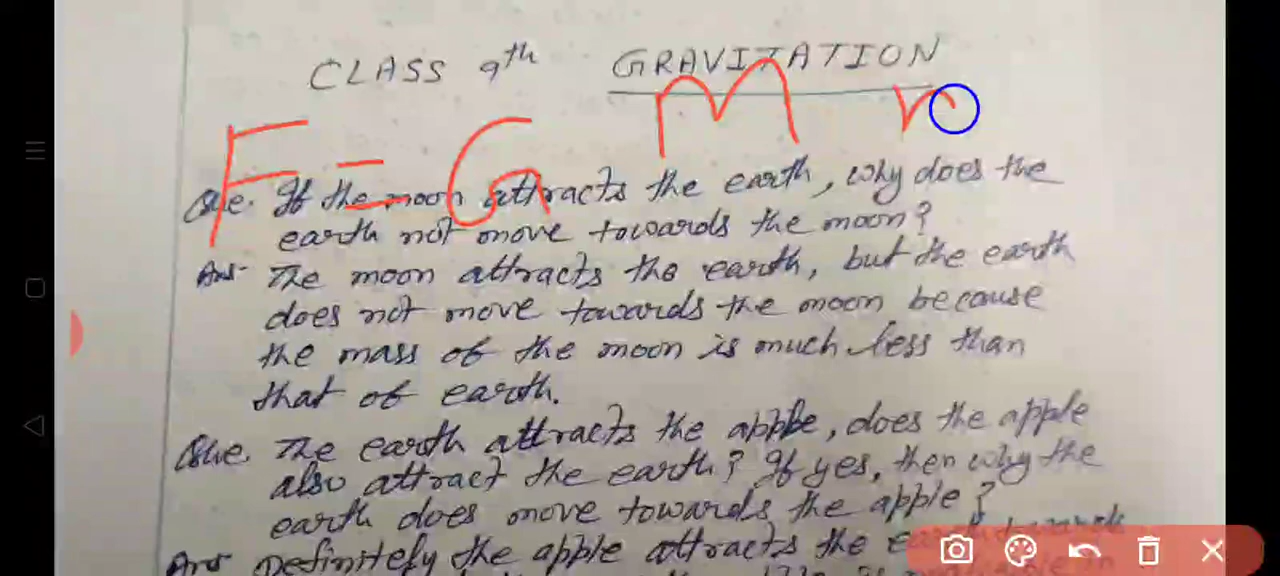 CLASS 9th GRAVITATION
F = G M
Que. If the moon attracts the earth, why does the
earth not move towards the moon?
Ans- The moon attracts the earth, but the earth
does not move towards the moon because
the mass of the moon is much less than
that of earth.
Que. The earth attracts the apple, does the apple
also attract the earth? If yes, then why the
earth does move towards the apple?
Ans Definitely the apple attracts the earth towards